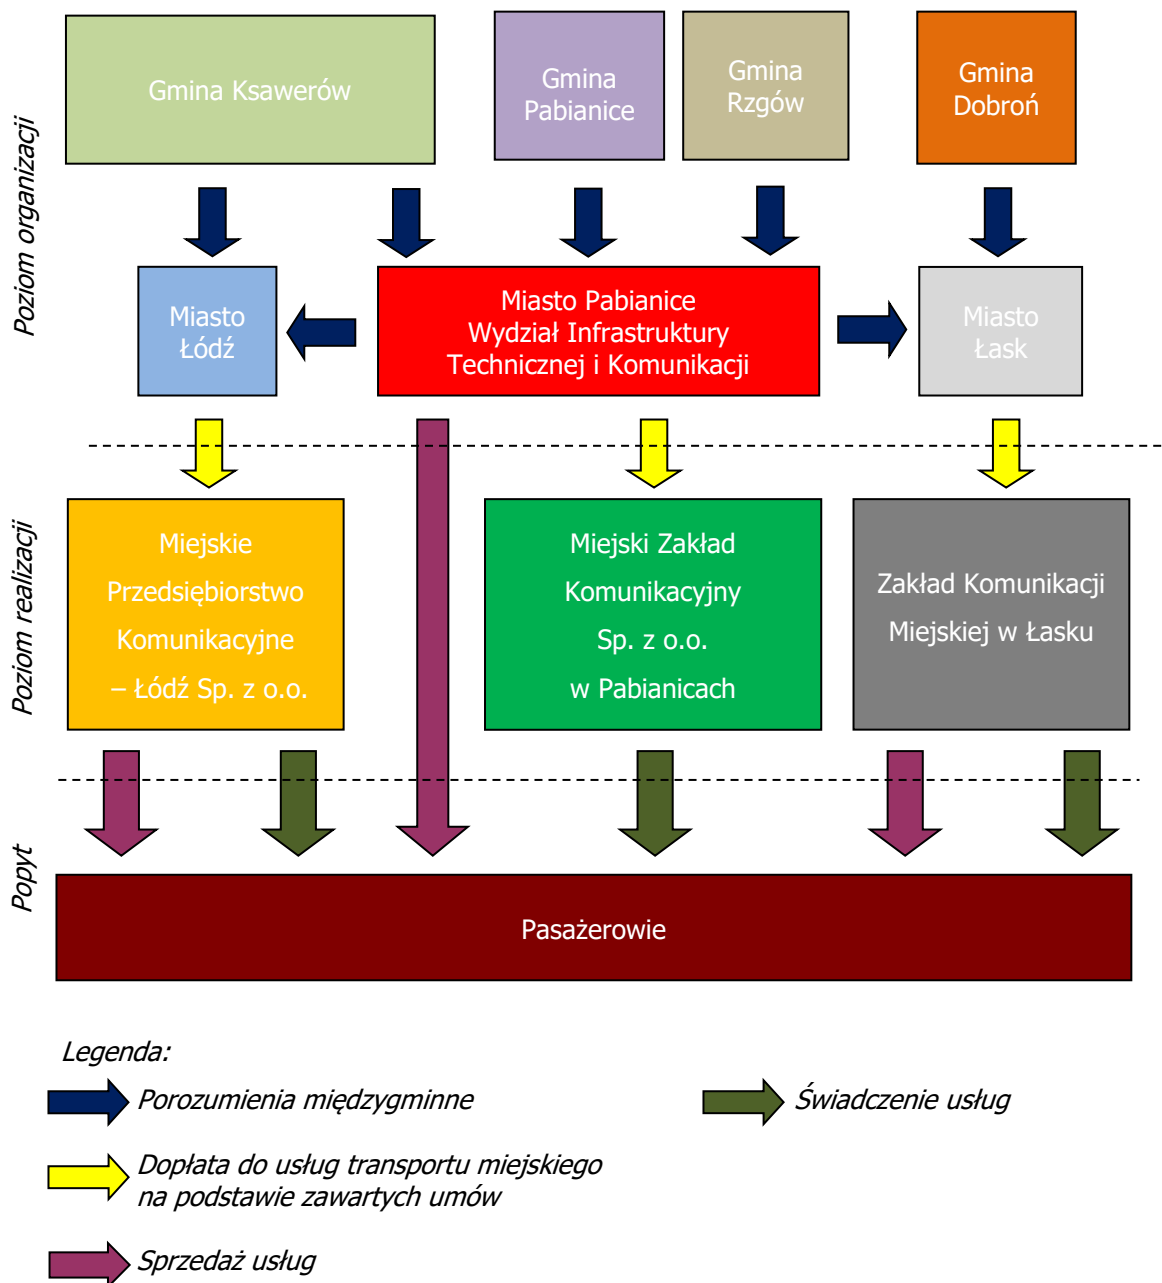 Poziom organizacji
Gmina Ksawerów
Gmina
Pabianice
Gmina
Rzgów
Gmina
Dobroń
Miasto
Łódź
Miasto Pabianice
Wydział Infrastruktury
Technicznej i Komunikacji
Miasto
Łask
Poziom realizacji
Miejskie
Przedsiębiorstwo
Komunikacyjne
– Łódź Sp. z o.o.
Miejski Zakład
Komunikacyjny
Sp. z o.o.
w Pabianicach
Zakład Komunikacji
Miejskiej w Łasku
Popyt
Pasażerowie
Legenda:
Porozumienia międzygminne
Świadczenie usług
Dopłata do usług transportu miejskiego
na podstawie zawartych umów
Sprzedaż usług